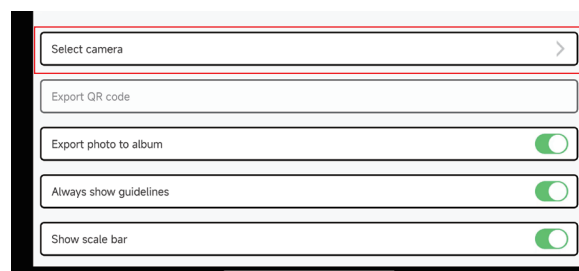 Select camera
Export QR code
Export photo to album
Always show guidelines
Show scale bar